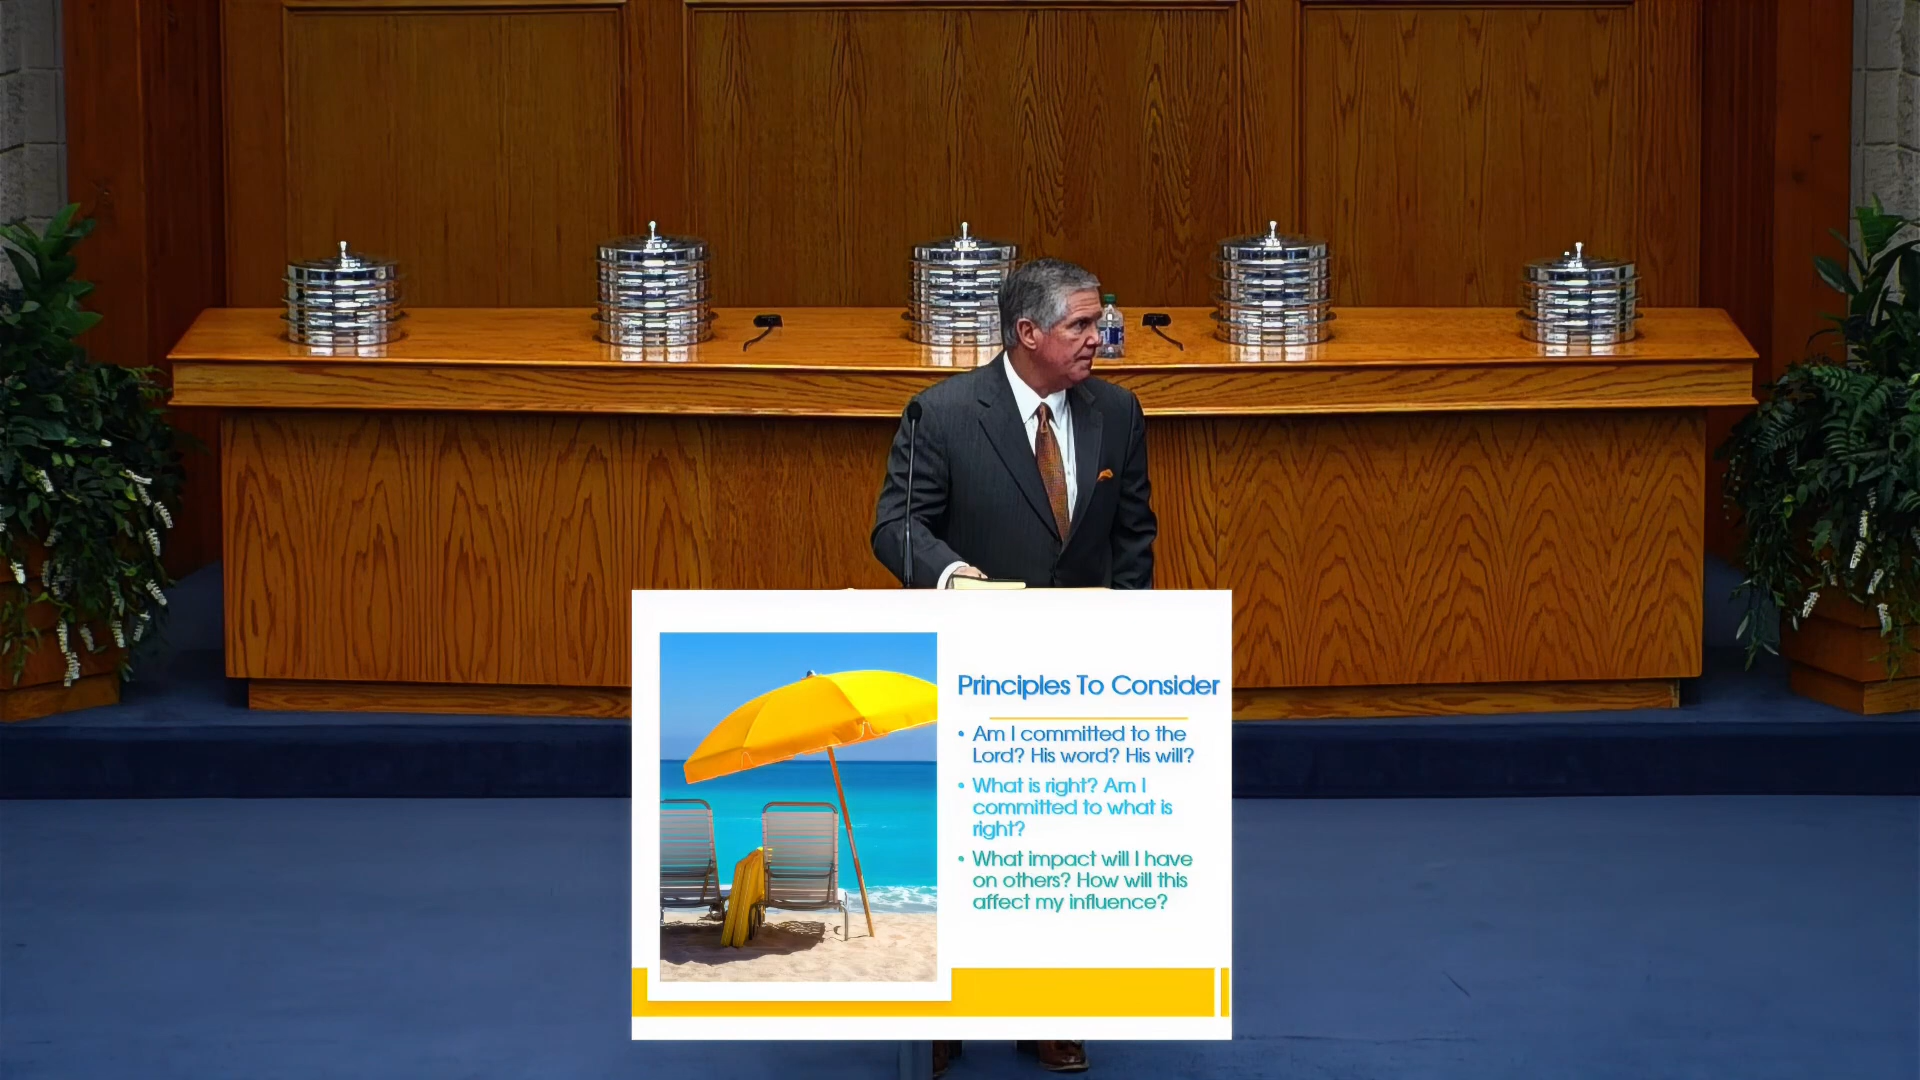 Principles To Consider
• Am I committed to the
Lord? His word? His will?
• What is right? Am I
committed to what is
right?
• What impact will I have
on others? How will this
affect my influence?